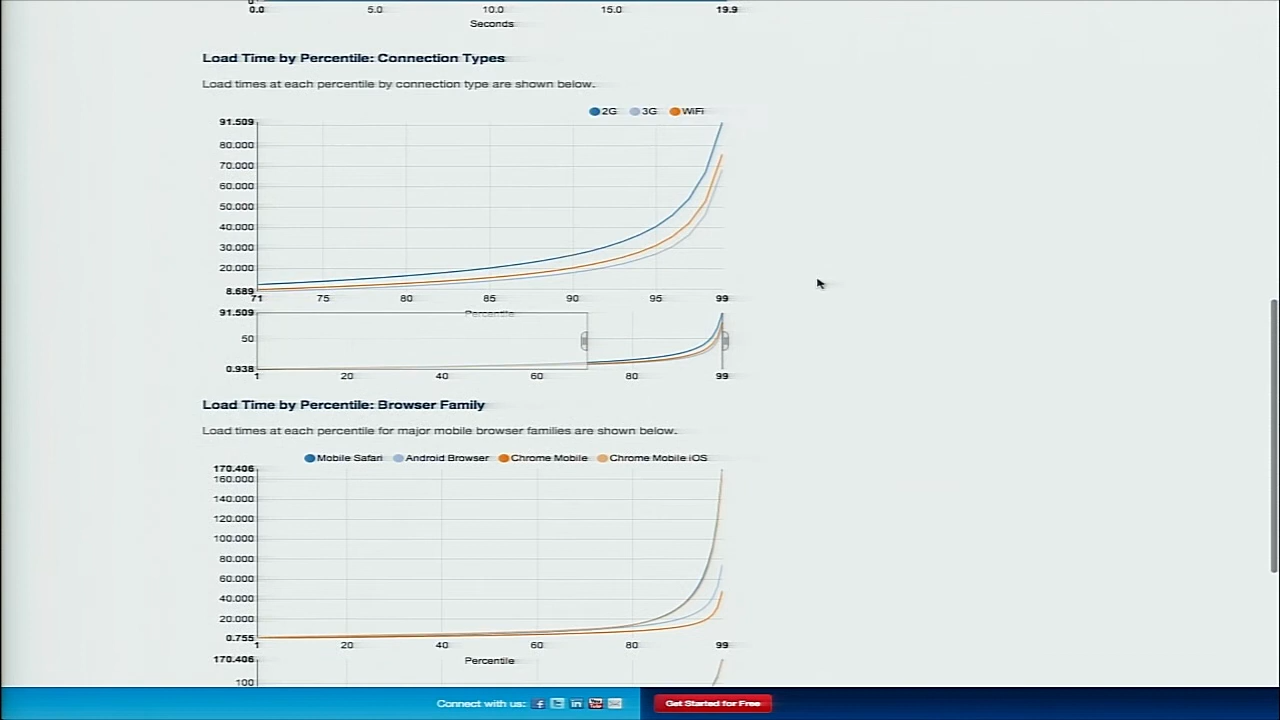 0
0.0 5.0 10.0 15.0 19.9
Seconds
Load Time by Percentile: Connection Types
Load times at each percentile by connection type are shown below.
2G 3G WiFi
91.509
80.000
70.000
60.000
50.000
40.000
30.000
20.000
8.689
71 75 80 85 90 95 99
Percentile
91.509
50
0.938
1 20 40 60 80 99
Load Time by Percentile: Browser Family
Load times at each percentile for major mobile browser families are shown below.
Mobile Safari Android Browser Chrome Mobile Chrome Mobile iOS
170.406
160.000
140.000
120.000
100.000
80.000
60.000
40.000
20.000
0.755
1 20 40 60 80 99
Percentile
170.406
100
Connect with us: Get Started for Free